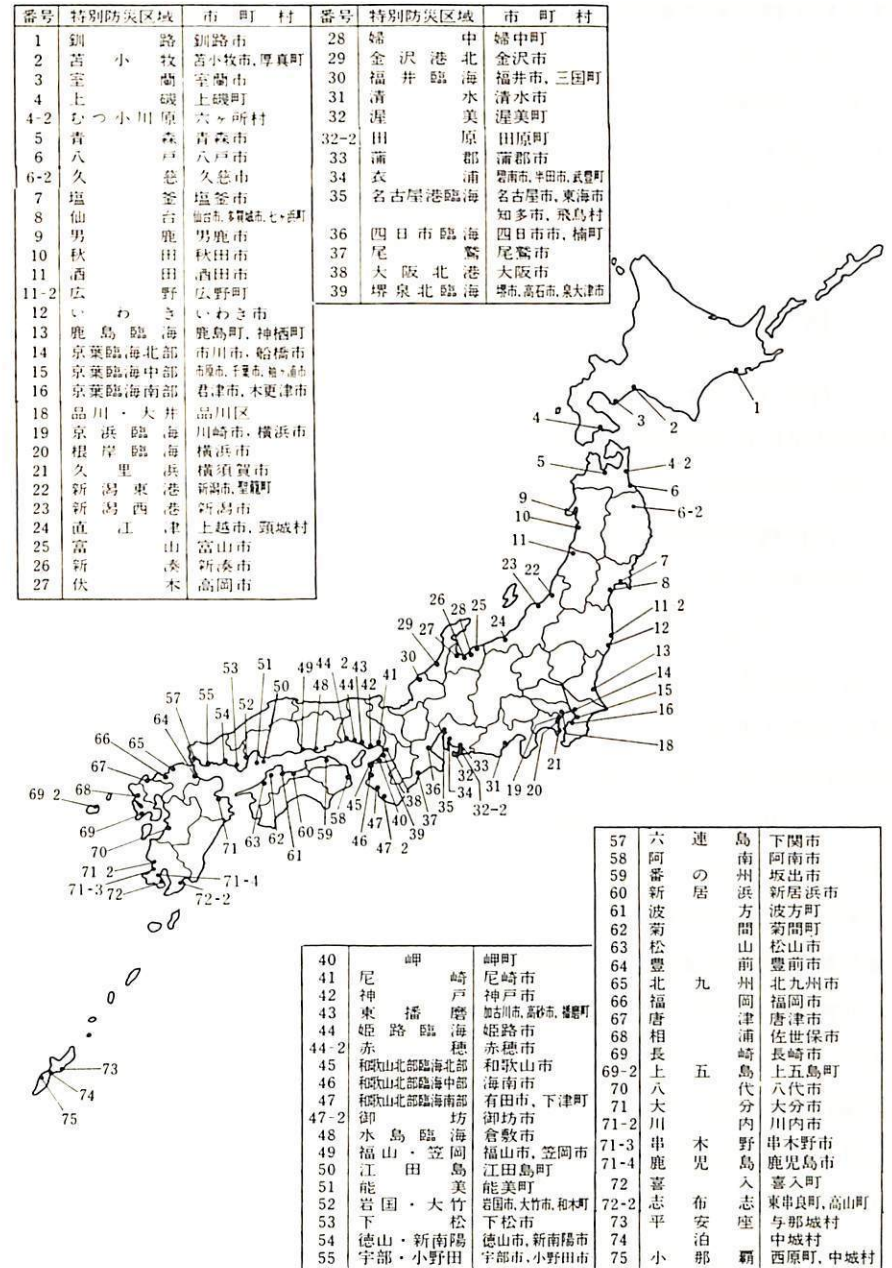 番号 特別防災区域 市町村
1 釧路 釧路市
2 苫小牧 苫小牧市,厚真町
3 室蘭 室蘭市
4 上磯 上磯町
4-2 むつ小川原 六ヶ所村
5 青森 青森市
6 八戸 八戸市
6-2 久慈 久慈市
7 塩釜 塩釜市
8 仙台 仙台市,多賀城市,七ヶ浜町
9 男鹿 男鹿市
10 秋田 秋田市
11 酒田 酒田市
11-2 広野 広野町
12 いわき いわき市
13 鹿島臨海 鹿島町,神栖町
14 京葉臨海北部 市川市,船橋市
15 京葉臨海中部 市原市,千葉市,袖ヶ浦市
16 京葉臨海南部 君津市,木更津市
18 品川・大井 品川区
19 京浜臨海 川崎市,横浜市
20 根岸臨海 横浜市
21 久里浜 横須賀市
22 新潟東港 新潟市,聖籠町
23 新潟西港 新潟市
24 直江津 上越市,頸城村
25 富山 富山市
26 新湊 新湊市
27 伏木 高岡市
番号 特別防災区域 市町村
28 婦中 婦中町
29 金沢港北 金沢市
30 福井臨海 福井市,三国町
31 清水 清水市
32 渥美 渥美町
32-2 田原 田原町
33 蒲郡 蒲郡市
34 衣浦 碧南市,半田市,武豊町
35 名古屋港臨海 名古屋市,東海市
知多市,飛島村
36 四日市臨海 四日市市,楠町
37 尾鷲 尾鷲市
38 大阪北港 大阪市
39 堺泉北臨海 堺市,高石市,泉大津市
1
2
3
4
5
4-2
6
6-2
9
10
11
7
8
11 2
12
13
14
15
16
18
22
23
24
25
26
28
27
29
30
53 51 49 44 2 43 41
57 55 54 52 50 48 44 42
64
65
66
67
68
69 2
69
70
71 2
71-3
72
71
71-4
72-2
63 62 61 60 59 58
45
46
47
47 2
40
38
39
37
36
35
34
32
32-2
33
31
19
20
21
73
74
75
40 岬 岬町
41 尼崎 尼崎市
42 神戸 神戸市
43 東播磨 加古川市,高砂市,播磨町
44 姫路臨海 姫路市
44-2 赤穂 赤穂市
45 和歌山北部臨海北部 和歌山市
46 和歌山北部臨海中部 海南市
47 和歌山北部臨海南部 有田市,下津町
47-2 御坊 御坊市
48 水島臨海 倉敷市
49 福山・笠岡 福山市,笠岡市
50 江田島 江田島町
51 能美 能美町
52 岩国・大竹 岩国市,大竹市,和木町
53 下松 下松市
54 徳山・新南陽 徳山市,新南陽市
55 宇部・小野田 宇部市,小野田市
57 六連島 下関市
58 阿南 阿南市
59 番の州 坂出市
60 新居浜 新居浜市
61 波方 波方町
62 菊間 菊間町
63 松山 松山市
64 豊前 豊前市
65 北九州 北九州市
66 福岡 福岡市
67 唐津 唐津市
68 相浦 佐世保市
69 長崎 長崎市
69-2 上五島 上五島町
70 八代 八代市
71 大分 大分市
71-2 川内 川内市
71-3 串木野 串木野市
71-4 鹿児島 鹿児島市
72 喜入 喜入町
72-2 志布志 東串良町,高山町
73 平安座 与那城村
74 泊 中城村
75 小那覇 西原町,中城村